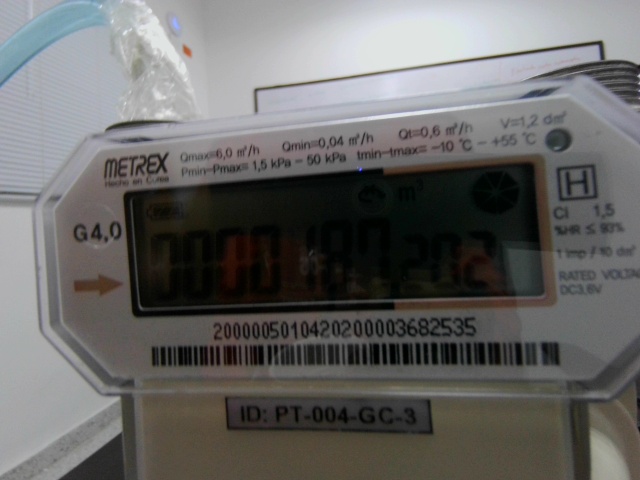 METREX
Hecho en Corea
Qmax=6,0 m³/h Qmin=0,04 m³/h Qt=0,6 m³/h V=1,2 dm³
Pmin-Pmax= 1,5 kPa - 50 kPa tmin-tmax= -10 °C - +55 °C
G4,0
m³
0000187202
H
Cl 1,5
%HR ≤ 93%
1 imp / 10 dm³
RATED VOLTA
DC3,6V
20000050104202000003682535
ID: PT-004-GC-3